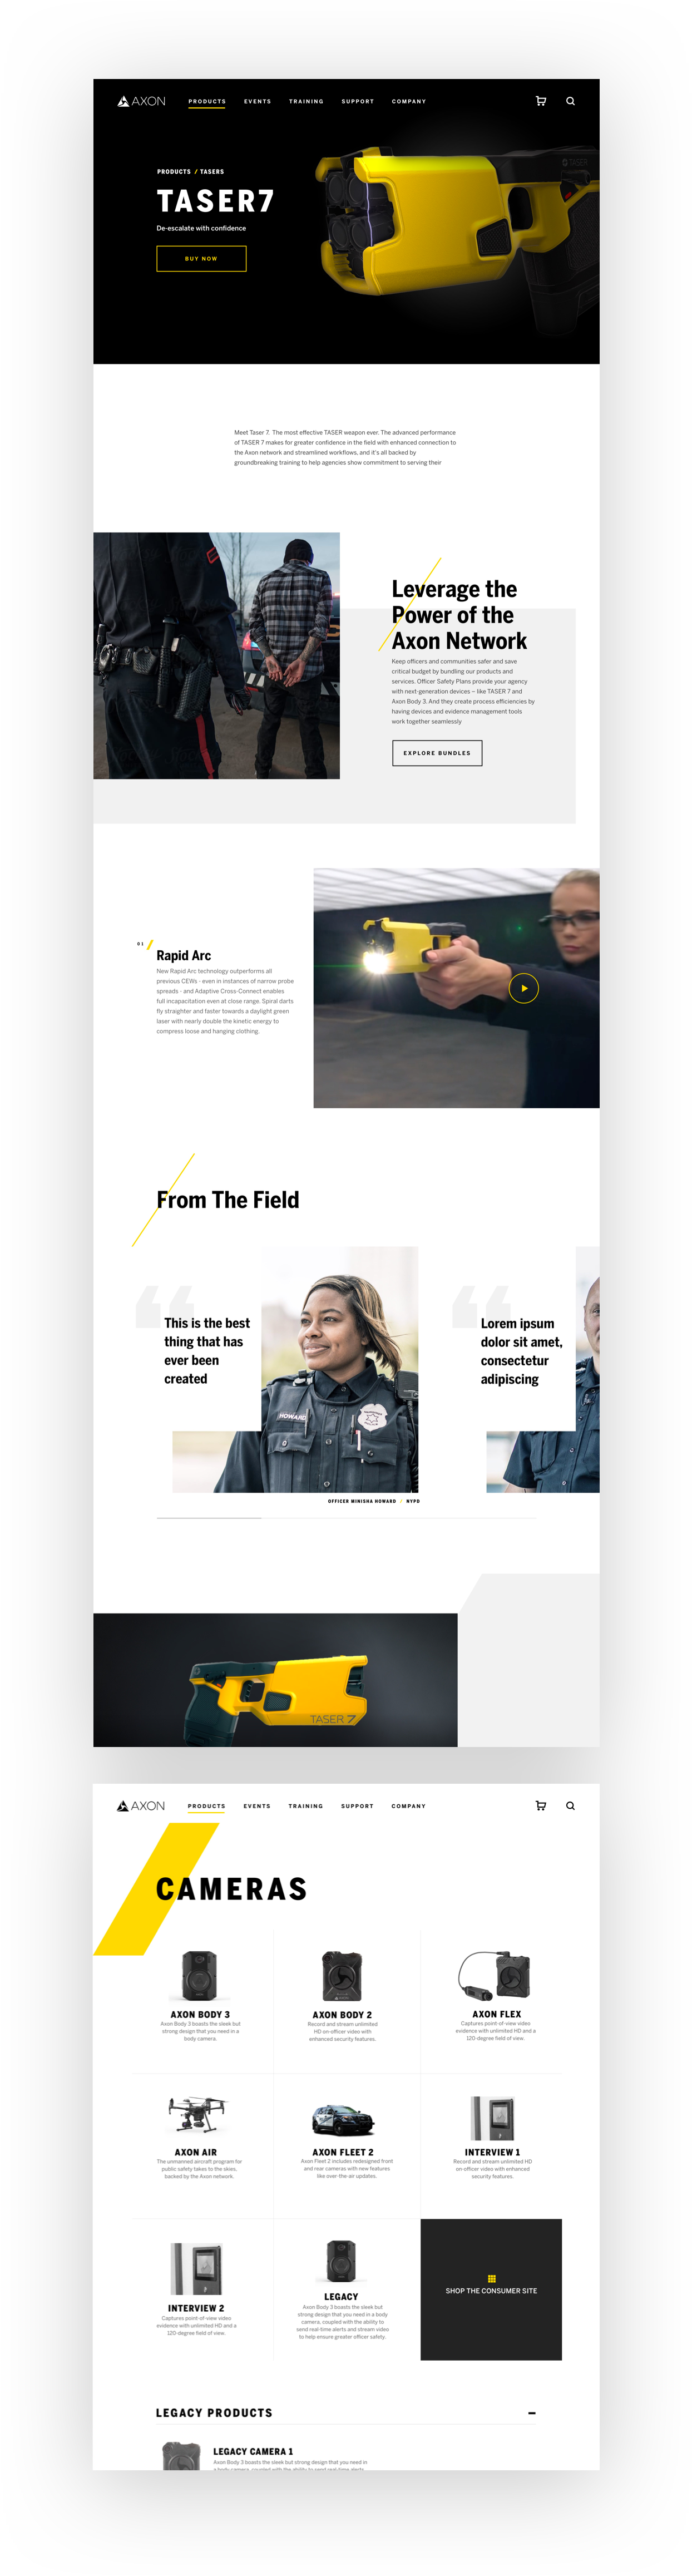 AXON
PRODUCTS EVENTS TRAINING SUPPORT COMPANY
PRODUCTS / TASERS
TASER
TASER7
De-escalate with confidence
BUY NOW
Meet Taser 7. The most effective TASER weapon ever. The advanced performance
of TASER 7 makes for greater confidence in the field with enhanced connection to
the Axon network and streamlined workflows, and it's all backed by
groundbreaking training to help agencies show commitment to serving their
Leverage the
Power of the
Axon Network
Keep officers and communities safer and save
critical budget by bundling our products and
services. Officer Safety Plans provide your agency
with next-generation devices – like TASER 7 and
Axon Body 3. And they create process efficiencies by
having devices and evidence management tools
work together seamlessly
EXPLORE BUNDLES
01
Rapid Arc
New Rapid Arc technology outperforms all
previous CEWs - even in instances of narrow probe
spreads - and Adaptive Cross-Connect enables
full incapacitation even at close range. Spiral darts
fly straighter and faster towards a daylight green
laser with nearly double the kinetic energy to
compress loose and hanging clothing.
From The Field
This is the best
thing that has
ever been
created
HOWARD
OFFICER MINISHA HOWARD / NYPD
Lorem ipsum
dolor sit amet,
consectetur
adipiscing
TASER 7
AXON
PRODUCTS EVENTS TRAINING SUPPORT COMPANY
CAMERAS
AXON BODY 3
Axon Body 3 boasts the sleek but
strong design that you need in a
body camera.
AXON BODY 2
Record and stream unlimited
HD on-officer video with
enhanced security features.
AXON FLEX
Captures point-of-view video
evidence with unlimited HD and a
120-degree field of view.
AXON AIR
The unmanned aircraft program for
public safety takes to the skies,
backed by the Axon network.
AXON FLEET 2
Axon Fleet 2 includes redesigned front
and rear cameras with new features
like over-the-air updates.
INTERVIEW 1
Record and stream unlimited HD
on-officer video with enhanced
security features.
INTERVIEW 2
Captures point-of-view video
evidence with unlimited HD and a
120-degree field of view.
LEGACY
Axon Body 3 boasts the sleek but
strong design that you need in a body
camera, coupled with the ability to
send real-time alerts and stream video
to help ensure greater officer safety.
SHOP THE CONSUMER SITE
LEGACY PRODUCTS
LEGACY CAMERA 1
Axon Body 3 boasts the sleek but strong design that you need in
a body camera, coupled with the ability to send real-time alerts